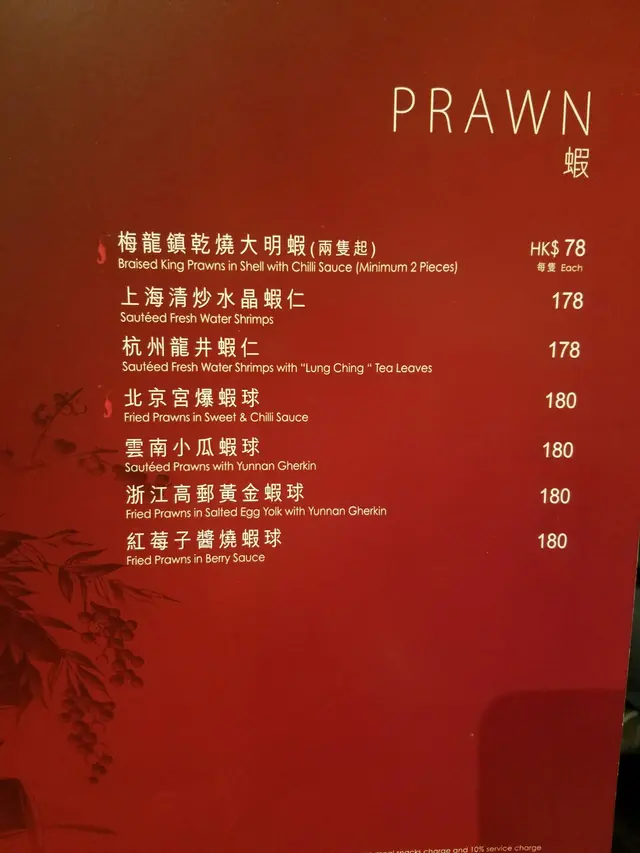 PRAWN
蝦
梅龍鎮乾燒大明蝦(兩隻起) HK$ 78
Braised King Prawns in Shell with Chilli Sauce (Minimum 2 Pieces) 每隻 Each
上海清炒水晶蝦仁 178
Sautéed Fresh Water Shrimps
杭州龍井蝦仁 178
Sautéed Fresh Water Shrimps with "Lung Ching " Tea Leaves
北京宮爆蝦球 180
Fried Prawns in Sweet & Chilli Sauce
雲南小瓜蝦球 180
Sautéed Prawns with Yunnan Gherkin
浙江高郵黃金蝦球 180
Fried Prawns in Salted Egg Yolk with Yunnan Gherkin
紅莓子醬燒蝦球 180
Fried Prawns in Berry Sauce
snacks charge and 10% service charge